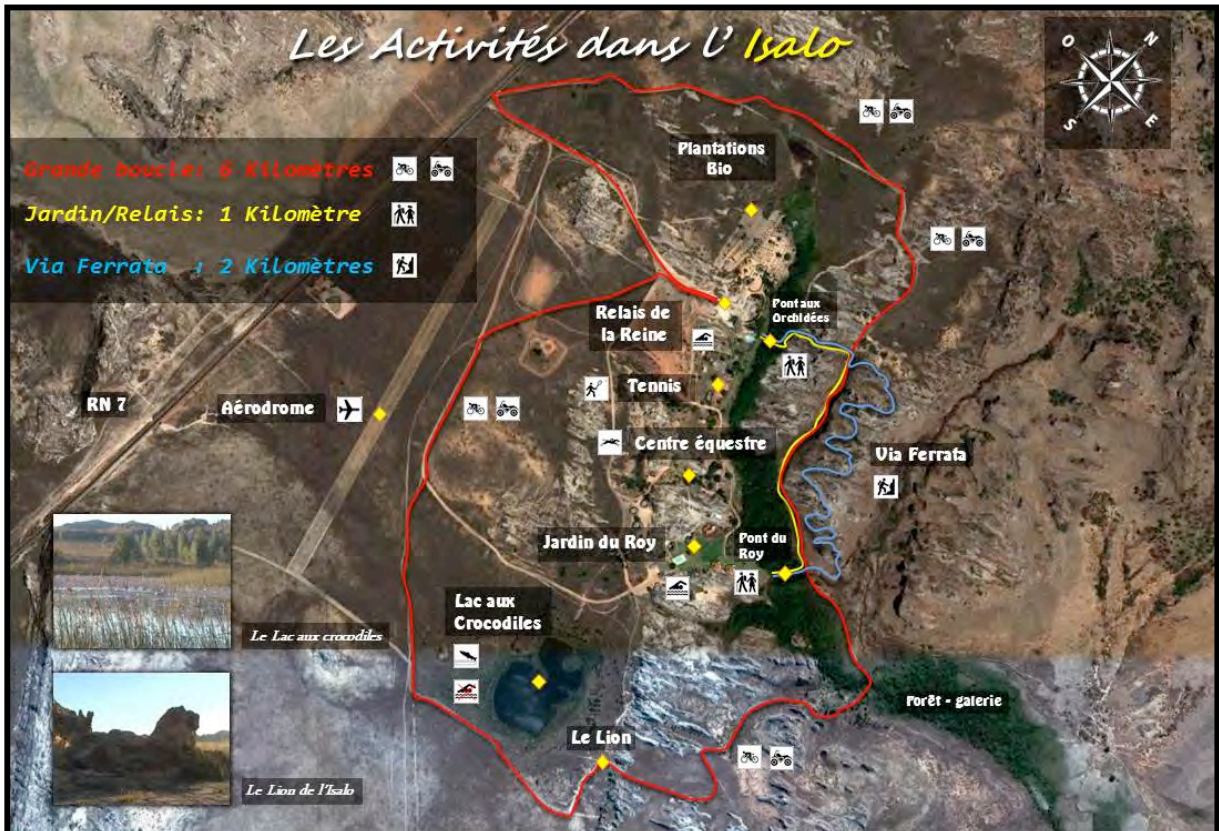 Les Activités dans l' Isalo
O
N
S
E
Grande boucle: 6 Kilomètres
Jardin/Relais: 1 Kilomètre
Via Ferrata : 2 Kilomètres
Plantations
Bio
Relais de
la Reine
Pont aux
Orchidées
Tennis
RN 7
Aérodrome
Centre équestre
Via Ferrata
Jardin du Roy
Pont du
Roy
Lac aux
Crocodiles
Le Lac aux crocodiles
Forêt - galerie
Le Lion
Le Lion de l'Isalo